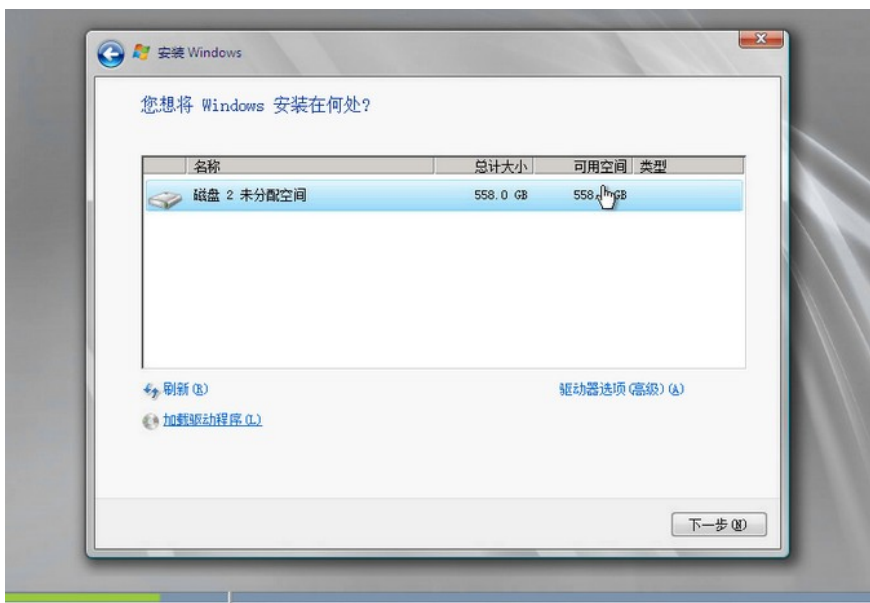 安装 Windows
您想将 Windows 安装在何处?
名称 总计大小 可用空间 类型
磁盘 2 未分配空间 558.0 GB 558. GB
刷新(R)
驱动器选项(高级)(A)
加载驱动程序(L)
下一步(N)